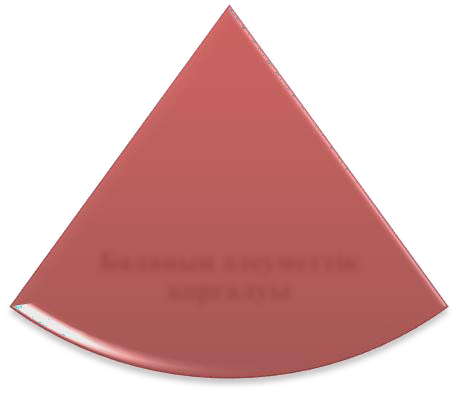 Баланың әлеуметтік
қорғалуы